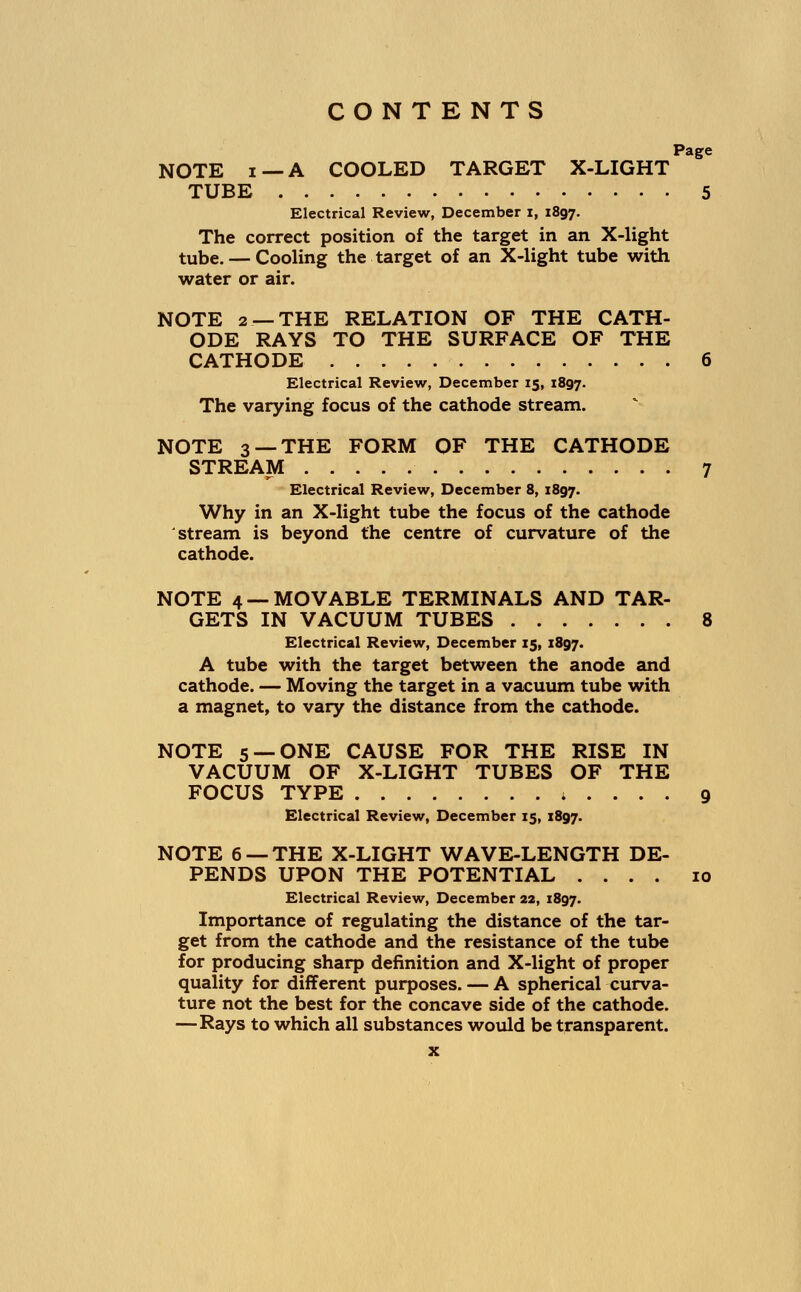 CONTENTS
Page
NOTE 1 — A COOLED TARGET X-LIGHT
TUBE . . . . . . . . . . . . . . . . . 5
Electrical Review, December 1, 1897.
The correct position of the target in an X-light
tube. — Cooling the target of an X-light tube with
water or air.
NOTE 2 — THE RELATION OF THE CATH-
ODE RAYS TO THE SURFACE OF THE
CATHODE . . . . . . . . . . . . . . . 6
Electrical Review, December 15, 1897.
The varying focus of the cathode stream.
NOTE 3 — THE FORM OF THE CATHODE
STREAM . . . . . . . . . . . . . . . . 7
Electrical Review, December 8, 1897.
Why in an X-light tube the focus of the cathode
stream is beyond the centre of curvature of the
cathode.
NOTE 4 — MOVABLE TERMINALS AND TAR-
GETS IN VACUUM TUBES . . . . . . . 8
Electrical Review, December 15, 1897.
A tube with the target between the anode and
cathode. — Moving the target in a vacuum tube with
a magnet, to vary the distance from the cathode.
NOTE 5 — ONE CAUSE FOR THE RISE IN
VACUUM OF X-LIGHT TUBES OF THE
FOCUS TYPE . . . . . . . . . . . . . 9
Electrical Review, December 15, 1897.
NOTE 6 — THE X-LIGHT WAVE-LENGTH DE-
PENDS UPON THE POTENTIAL . . . . 10
Electrical Review, December 22, 1897.
Importance of regulating the distance of the tar-
get from the cathode and the resistance of the tube
for producing sharp definition and X-light of proper
quality for different purposes. — A spherical curva-
ture not the best for the concave side of the cathode.
— Rays to which all substances would be transparent.
x